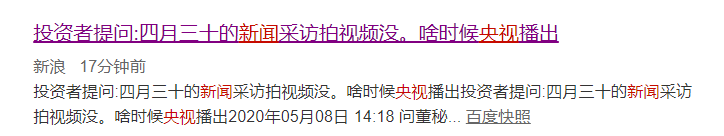 投资者提问:四月三十的新闻采访拍视频没。啥时候央视播出
新浪 17分钟前
投资者提问:四月三十的新闻采访拍视频没。啥时候央视播出投资者提问:四月三十的新闻采访
拍视频没。啥时候央视播出2020年05月08日 14:18 问董秘... 百度快照